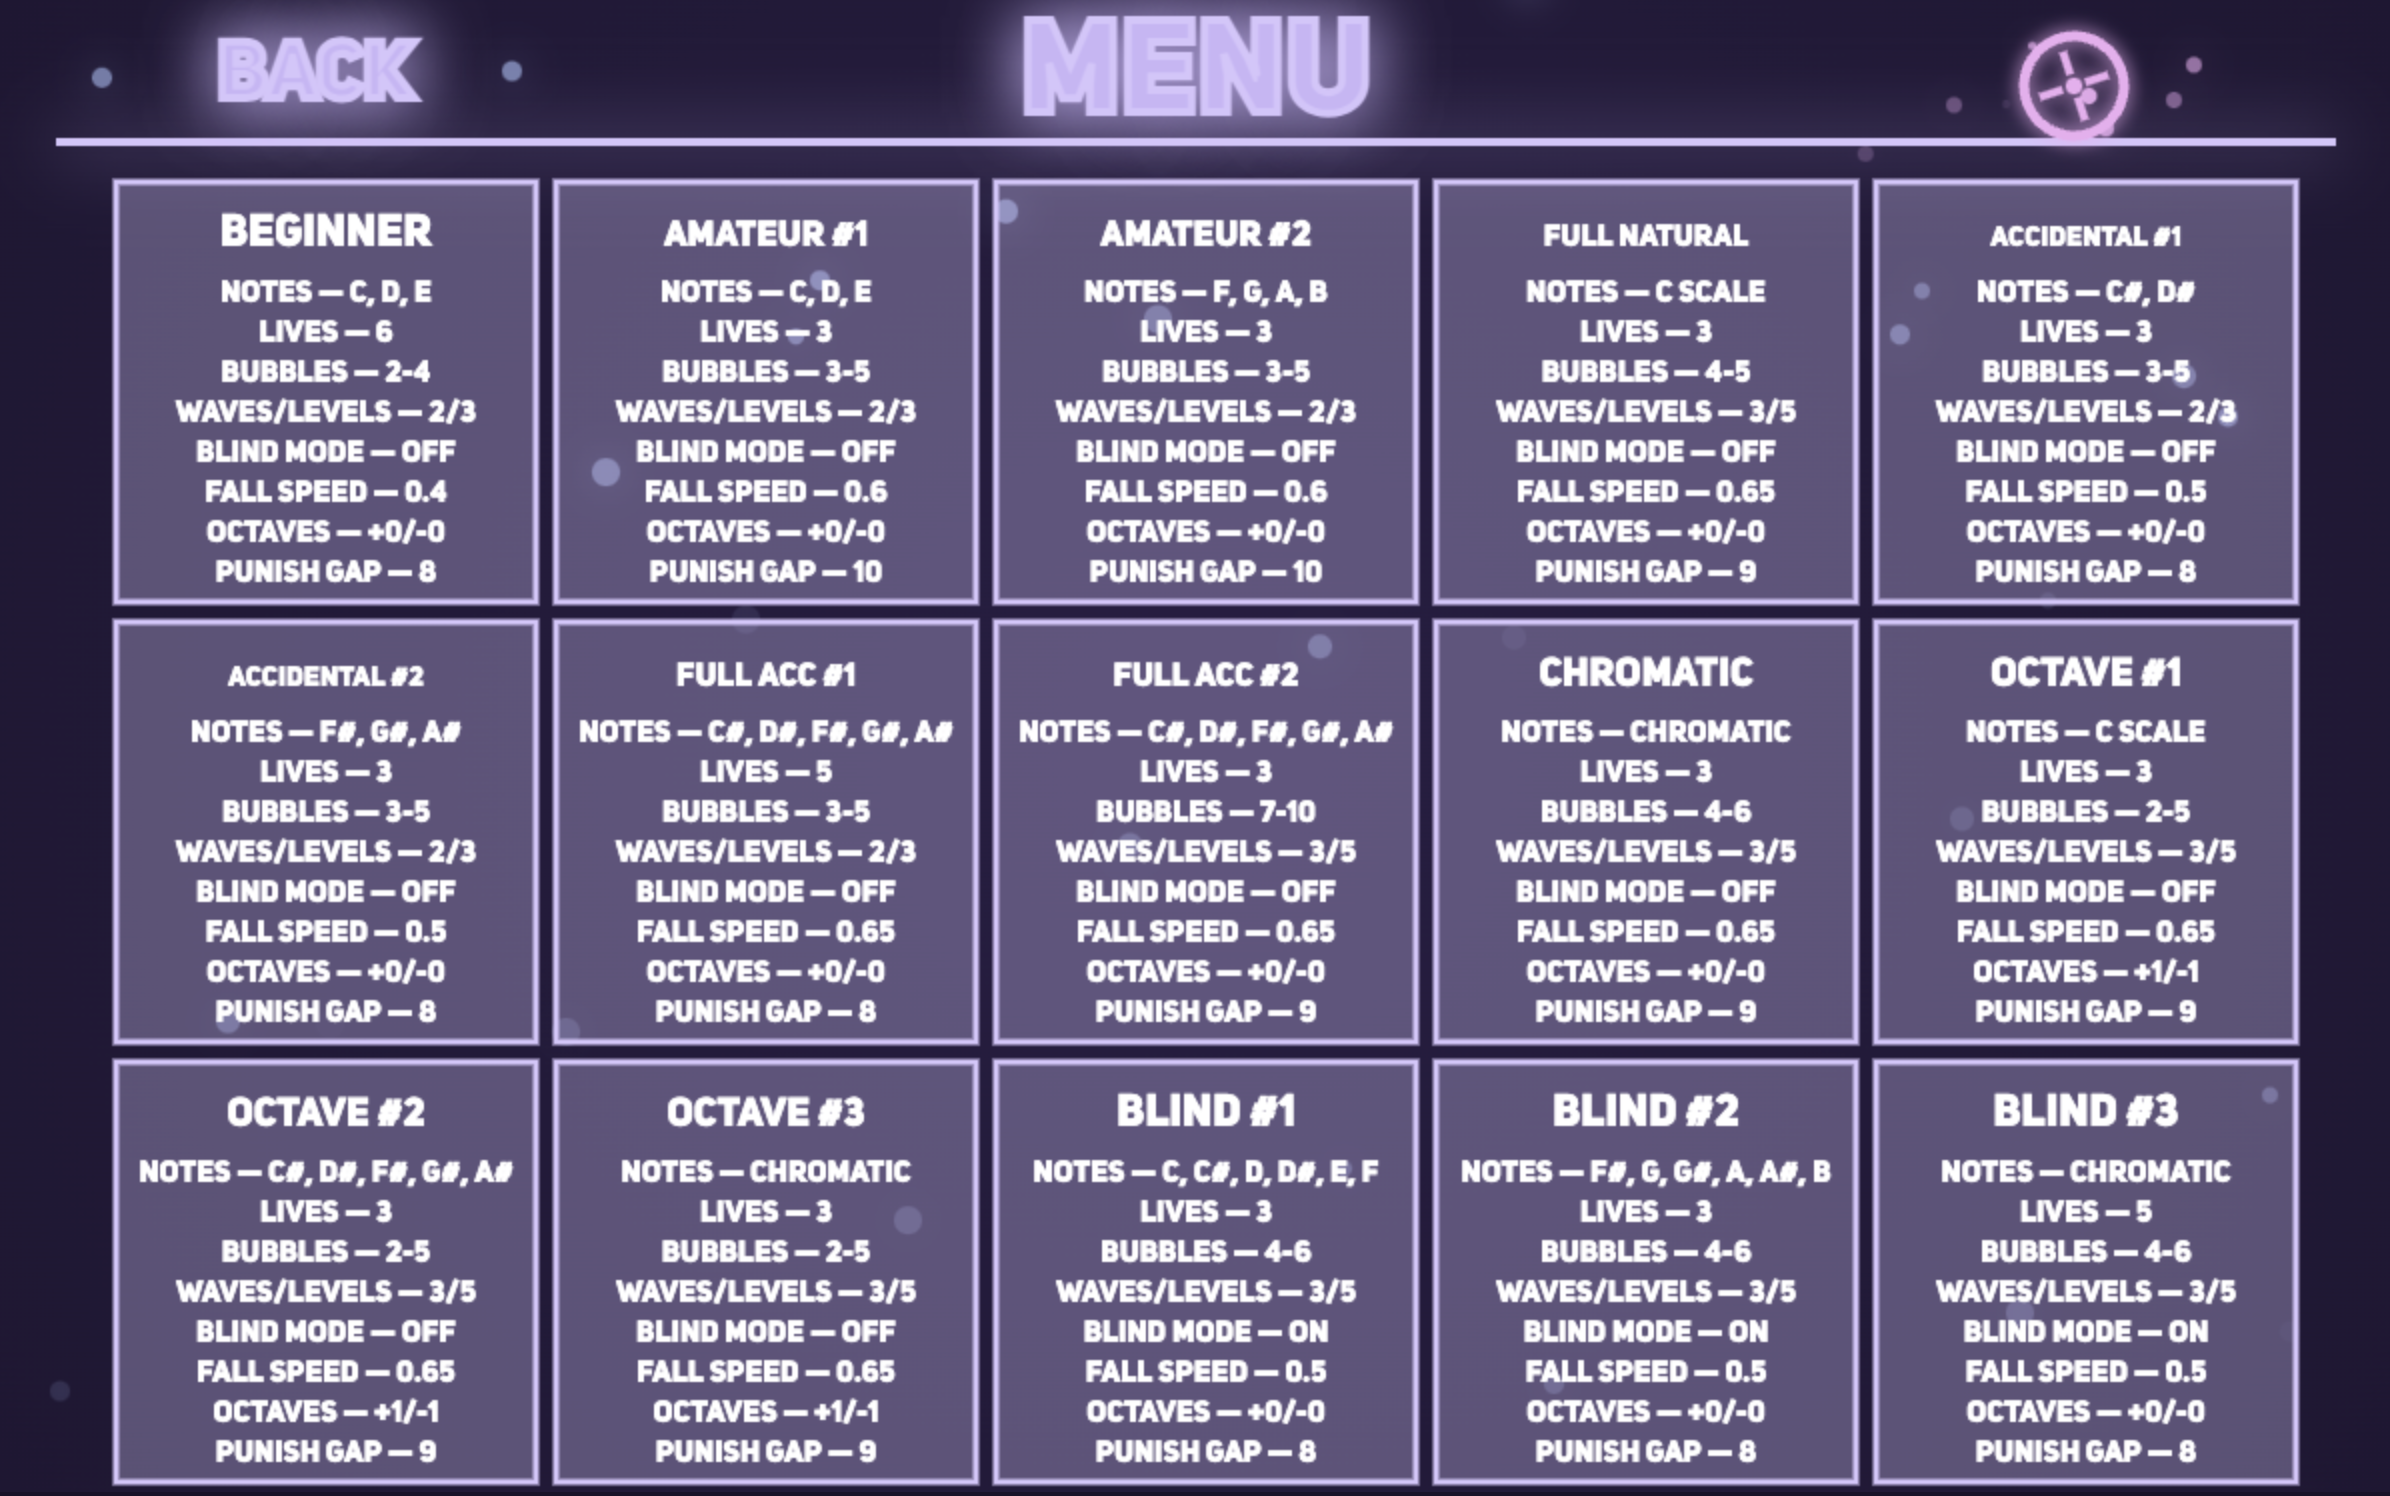 BACK
MENU
BEGINNER
NOTES — C, D, E
LIVES — 6
BUBBLES — 2-4
WAVES/LEVELS — 2/3
BLIND MODE — OFF
FALL SPEED — 0.4
OCTAVES — +0/-0
PUNISH GAP — 8
AMATEUR #1
NOTES — C, D, E
LIVES — 3
BUBBLES — 3-5
WAVES/LEVELS — 2/3
BLIND MODE — OFF
FALL SPEED — 0.6
OCTAVES — +0/-0
PUNISH GAP — 10
AMATEUR #2
NOTES — F, G, A, B
LIVES — 3
BUBBLES — 3-5
WAVES/LEVELS — 2/3
BLIND MODE — OFF
FALL SPEED — 0.6
OCTAVES — +0/-0
PUNISH GAP — 10
FULL NATURAL
NOTES — C SCALE
LIVES — 3
BUBBLES — 4-5
WAVES/LEVELS — 3/5
BLIND MODE — OFF
FALL SPEED — 0.65
OCTAVES — +0/-0
PUNISH GAP — 9
ACCIDENTAL #1
NOTES — C#, D#
LIVES — 3
BUBBLES — 3-5
WAVES/LEVELS — 2/3
BLIND MODE — OFF
FALL SPEED — 0.5
OCTAVES — +0/-0
PUNISH GAP — 8
ACCIDENTAL #2
NOTES — F#, G#, A#
LIVES — 3
BUBBLES — 3-5
WAVES/LEVELS — 2/3
BLIND MODE — OFF
FALL SPEED — 0.5
OCTAVES — +0/-0
PUNISH GAP — 8
FULL ACC #1
NOTES — C#, D#, F#, G#, A#
LIVES — 5
BUBBLES — 3-5
WAVES/LEVELS — 2/3
BLIND MODE — OFF
FALL SPEED — 0.65
OCTAVES — +0/-0
PUNISH GAP — 8
FULL ACC #2
NOTES — C#, D#, F#, G#, A#
LIVES — 3
BUBBLES — 7-10
WAVES/LEVELS — 3/5
BLIND MODE — OFF
FALL SPEED — 0.65
OCTAVES — +0/-0
PUNISH GAP — 9
CHROMATIC
NOTES — CHROMATIC
LIVES — 3
BUBBLES — 4-6
WAVES/LEVELS — 3/5
BLIND MODE — OFF
FALL SPEED — 0.65
OCTAVES — +0/-0
PUNISH GAP — 9
OCTAVE #1
NOTES — C SCALE
LIVES — 3
BUBBLES — 2-5
WAVES/LEVELS — 3/5
BLIND MODE — OFF
FALL SPEED — 0.65
OCTAVES — +1/-1
PUNISH GAP — 9
OCTAVE #2
NOTES — C#, D#, F#, G#, A#
LIVES — 3
BUBBLES — 2-5
WAVES/LEVELS — 3/5
BLIND MODE — OFF
FALL SPEED — 0.65
OCTAVES — +1/-1
PUNISH GAP — 9
OCTAVE #3
NOTES — CHROMATIC
LIVES — 3
BUBBLES — 2-5
WAVES/LEVELS — 3/5
BLIND MODE — OFF
FALL SPEED — 0.65
OCTAVES — +1/-1
PUNISH GAP — 9
BLIND #1
NOTES — C, C#, D, D#, E, F
LIVES — 3
BUBBLES — 4-6
WAVES/LEVELS — 3/5
BLIND MODE — ON
FALL SPEED — 0.5
OCTAVES — +0/-0
PUNISH GAP — 8
BLIND #2
NOTES — F#, G, G#, A, A#, B
LIVES — 3
BUBBLES — 4-6
WAVES/LEVELS — 3/5
BLIND MODE — ON
FALL SPEED — 0.5
OCTAVES — +0/-0
PUNISH GAP — 8
BLIND #3
NOTES — CHROMATIC
LIVES — 5
BUBBLES — 4-6
WAVES/LEVELS — 3/5
BLIND MODE — ON
FALL SPEED — 0.5
OCTAVES — +0/-0
PUNISH GAP — 8